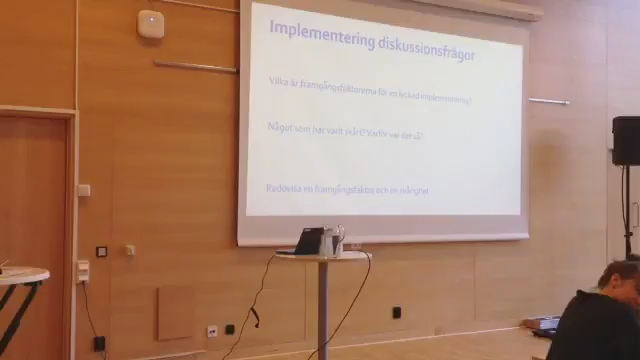 Implementering diskussionsfrågor
Vilka är framgångsfaktorerna för en lyckad implementering?
Något som har varit svårt? Varför var det så?
Redovisa en framgångsfaktor och en svårighet